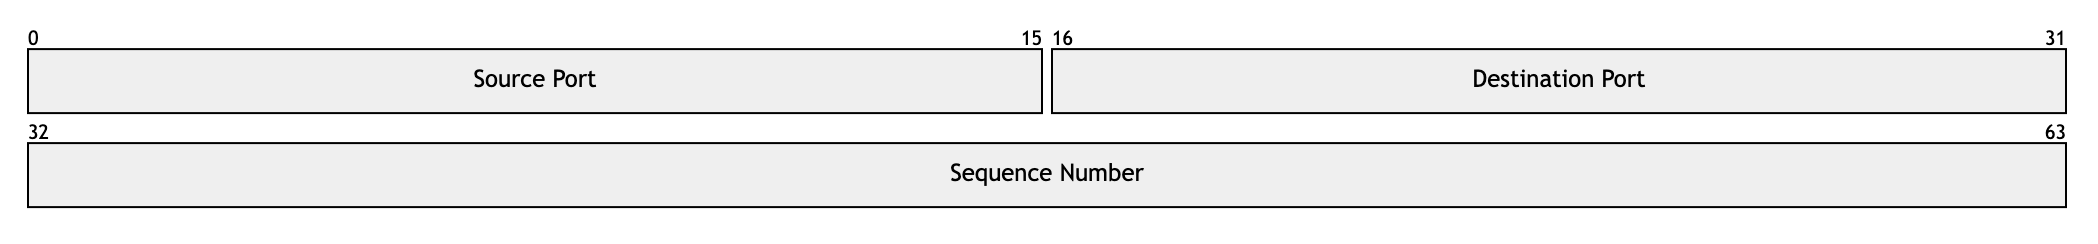 0 15 16 31
Source Port Destination Port
32 63
Sequence Number